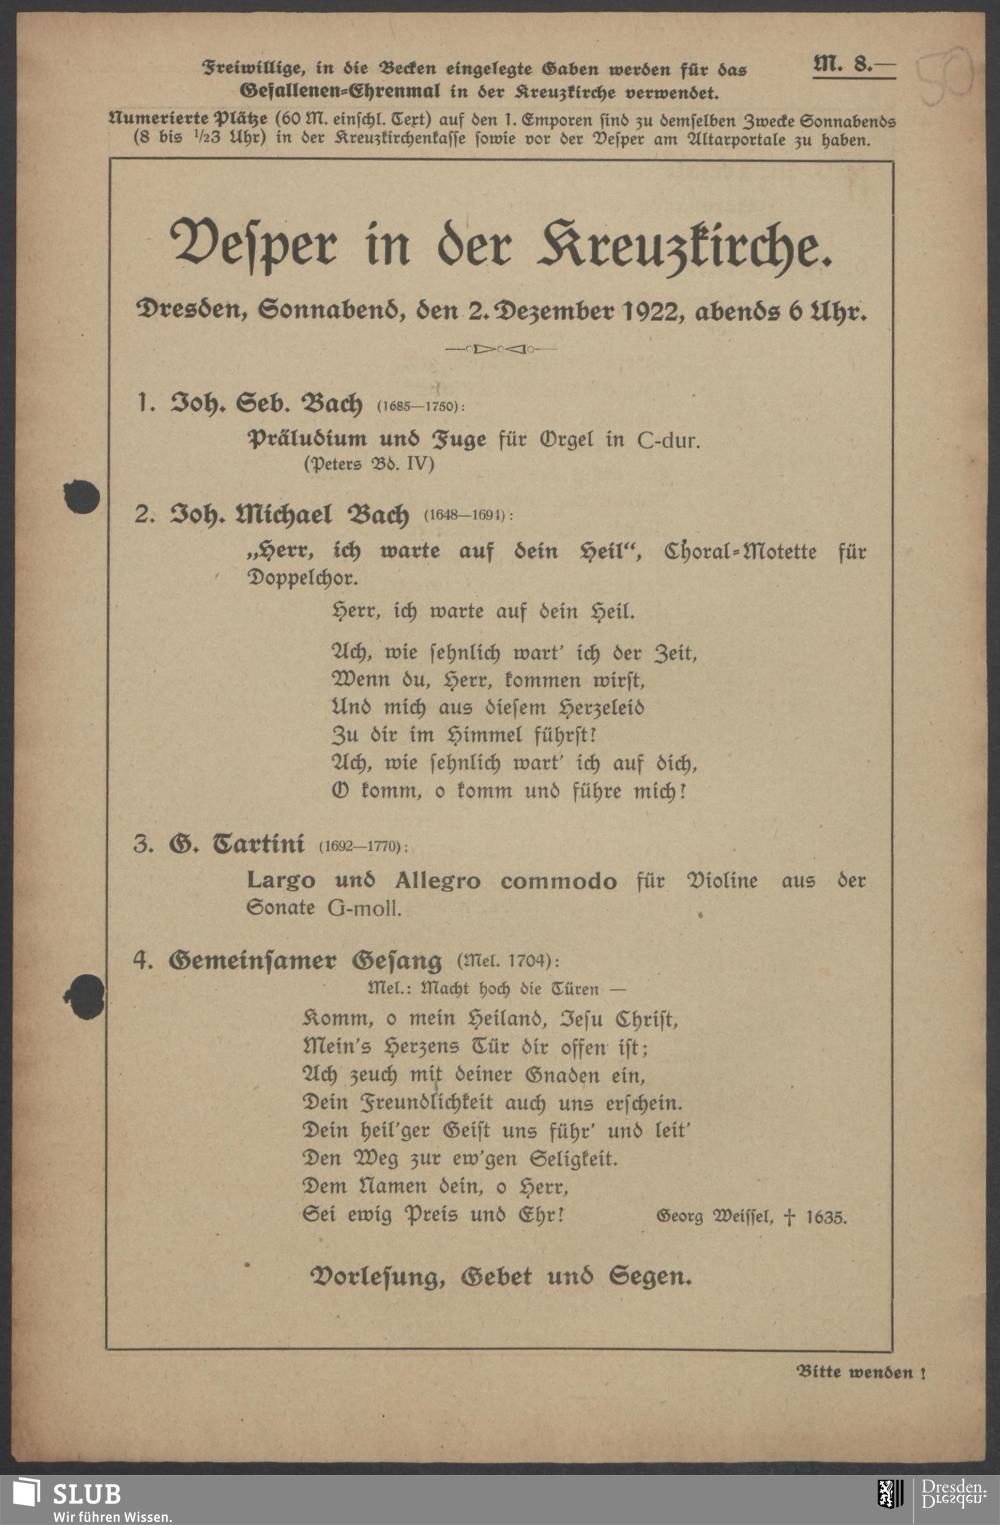 Freiwillige, in die Becken eingelegte Gaben werden für das
Gefallenen-Ehrenmal in der Kreuzkirche verwendet.
M. 8.—
50
Numerierte Plätze (60 M. einschl. Text) auf den 1. Emporen sind zu demselben Zwecke Sonnabends
(8 bis 1/23 Uhr) in der Kreuzkirchenkasse sowie vor der Vesper am Altarportale zu haben.
Vesper in der Kreuzkirche.
Dresden, Sonnabend, den 2. Dezember 1922, abends 6 Uhr.
1. Joh. Seb. Bach (1685—1750):
Präludium und Fuge für Orgel in C-dur.
(Peters Bd. IV)
2. Joh. Michael Bach (1648—1694):
„Herr, ich warte auf dein Heil“, Choral-Motette für
Doppelchor.
Herr, ich warte auf dein Heil.
Ach, wie sehnlich wart' ich der Zeit,
Wenn du, Herr, kommen wirst,
Und mich aus diesem Herzeleid
Zu dir im Himmel führst!
Ach, wie sehnlich wart' ich auf dich,
O komm, o komm und führe mich!
3. G. Tartini (1692—1770):
Largo und Allegro commodo für Violine aus der
Sonate G-moll.
4. Gemeinsamer Gesang (Mel. 1704):
Mel.: Macht hoch die Türen —
Komm, o mein Heiland, Jesu Christ,
Mein's Herzens Tür dir offen ist;
Ach zeuch mit deiner Gnaden ein,
Dein Freundlichkeit auch uns erschein.
Dein heil'ger Geist uns führ' und leit'
Den Weg zur ew'gen Seligkeit.
Dem Namen dein, o Herr,
Sei ewig Preis und Ehr! Georg Weissel, † 1635.
Vorlesung, Gebet und Segen.
Bitte wenden !
SLUB
Wir führen Wissen.
Dresden.
Dresden.